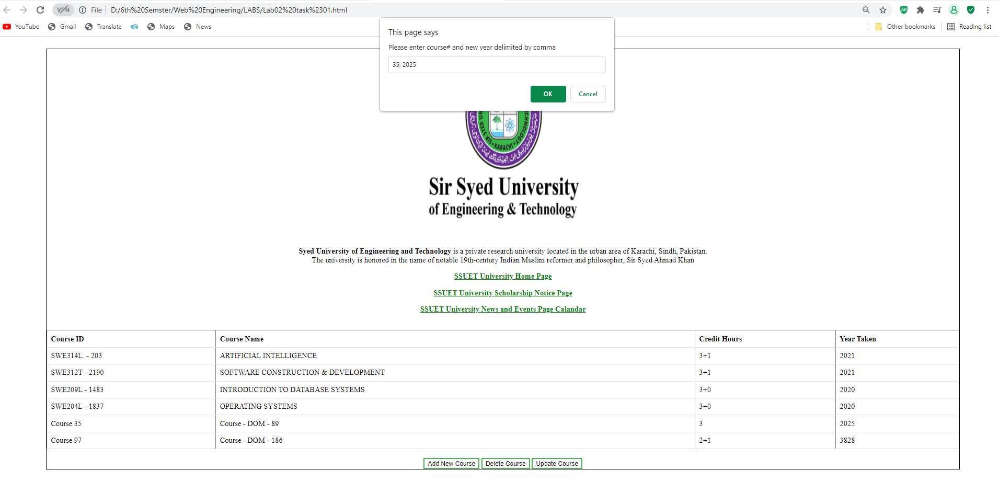 VPN File D:/6th%20Semster/Web%20Engineering/LABS/Lab02%20task%2301.html
YouTube Gmail Translate Maps News Other bookmarks Reading list
This page says
Please enter course# and new year delimited by comma
35, 2025
OK Cancel
SIR SYED UN TECHNOLOGY
KARACHI
Sir Syed University
of Engineering & Technology
Syed University of Engineering and Technology is a private research university located in the urban area of Karachi, Sindh, Pakistan.
The university is honored in the name of notable 19th-century Indian Muslim reformer and philosopher, Sir Syed Ahmad Khan
SSUET University Home Page
SSUET University Scholarship Notice Page
SSUET University News and Events Page Calandar
Course ID Course Name Credit Hours Year Taken
SWE314L. - 203 ARTIFICIAL INTELLIGENCE 3+1 2021
SWE312T - 2190 SOFTWARE CONSTRUCTION & DEVELOPMENT 3+1 2021
SWE209L - 1483 INTRODUCTION TO DATABASE SYSTEMS 3+0 2020
SWE204L - 1837 OPERATING SYSTEMS 3+0 2020
Course 35 Course - DOM - 89 3 2025
Course 97 Course - DOM - 186 2+1 3828
Add New Course Delete Course Update Course